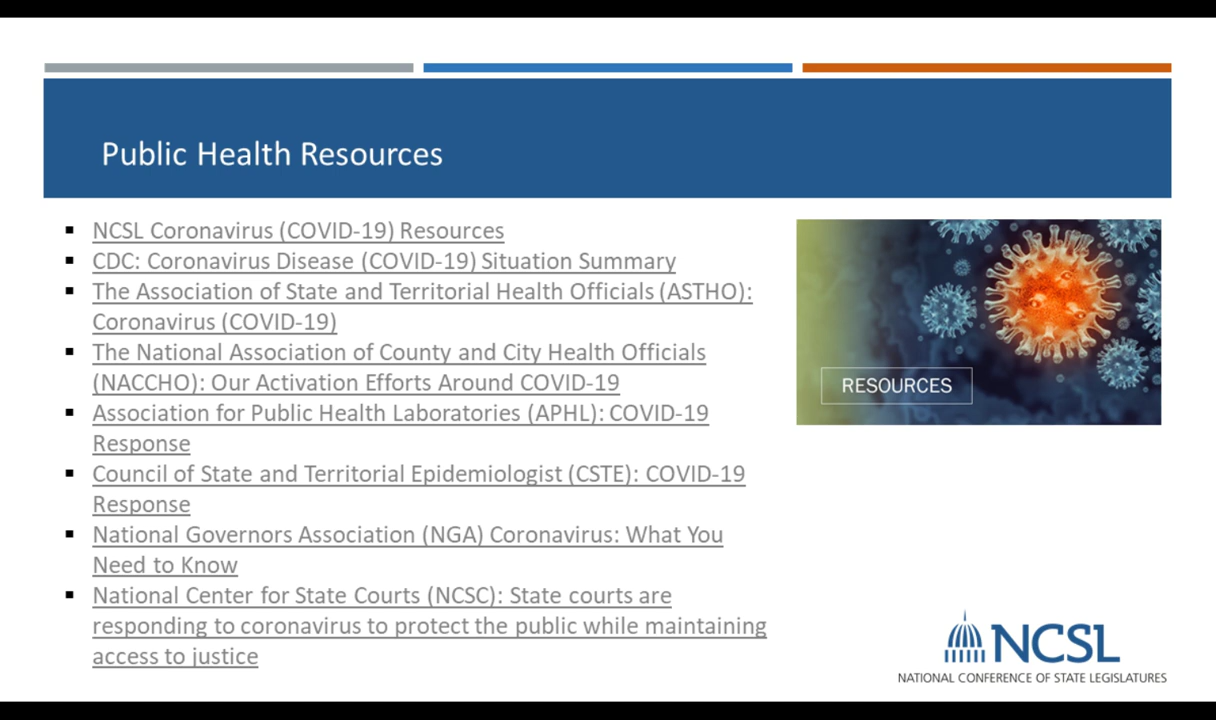 Public Health Resources
▪ NCSL Coronavirus (COVID-19) Resources
▪ CDC: Coronavirus Disease (COVID-19) Situation Summary
▪ The Association of State and Territorial Health Officials (ASTHO):
Coronavirus (COVID-19)
▪ The National Association of County and City Health Officials
(NACCHO): Our Activation Efforts Around COVID-19
▪ Association for Public Health Laboratories (APHL): COVID-19
Response
▪ Council of State and Territorial Epidemiologist (CSTE): COVID-19
Response
▪ National Governors Association (NGA) Coronavirus: What You
Need to Know
▪ National Center for State Courts (NCSC): State courts are
responding to coronavirus to protect the public while maintaining
access to justice
RESOURCES
NCSL
NATIONAL CONFERENCE OF STATE LEGISLATURES